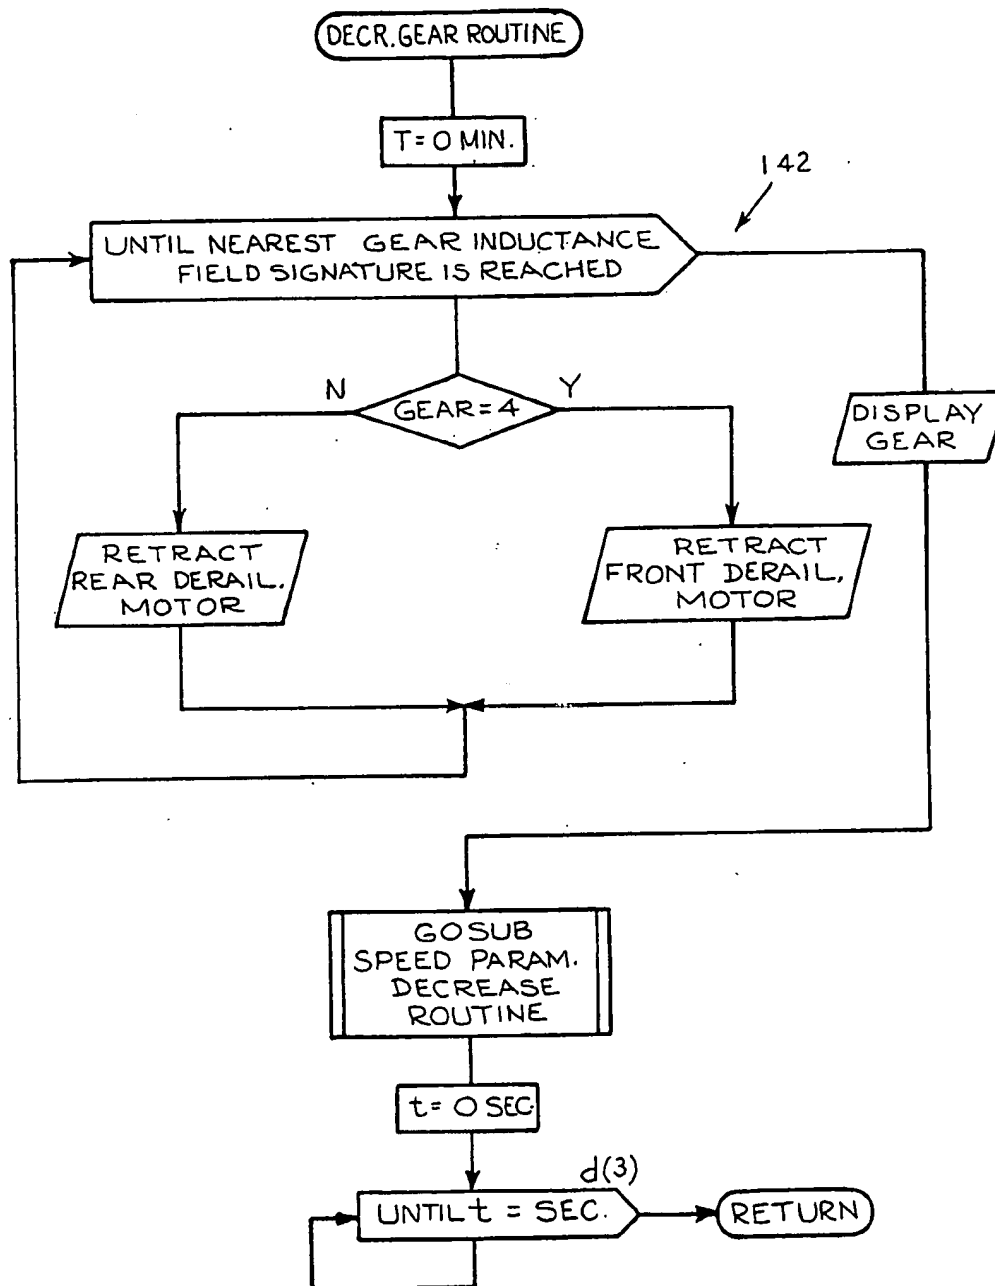 DECR. GEAR ROUTINE
T = 0 MIN.
142
UNTIL NEAREST GEAR INDUCTANCE
FIELD SIGNATURE IS REACHED
N
Y
GEAR = 4
DISPLAY
GEAR
RETRACT
REAR DERAIL.
MOTOR
RETRACT
FRONT DERAIL,
MOTOR
GOSUB
SPEED PARAM.
DECREASE
ROUTINE
t = 0 SEC.
d(3)
UNTIL t = SEC.
RETURN